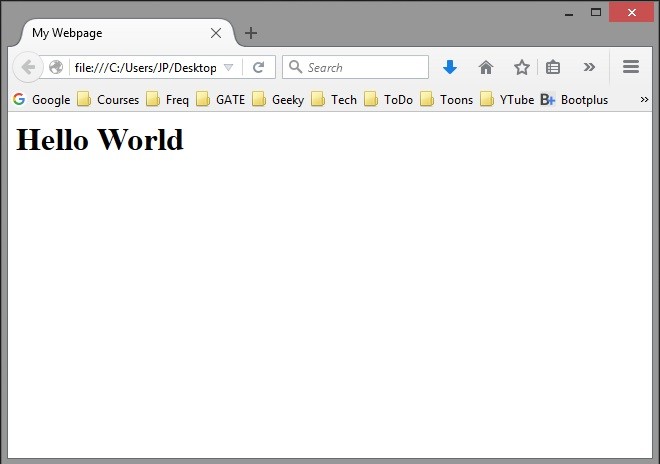 My Webpage
file:///C:/Users/JP/Desktop
Search
Google Courses Freq GATE Geeky Tech ToDo Toons YTube B+ Bootplus
Hello World